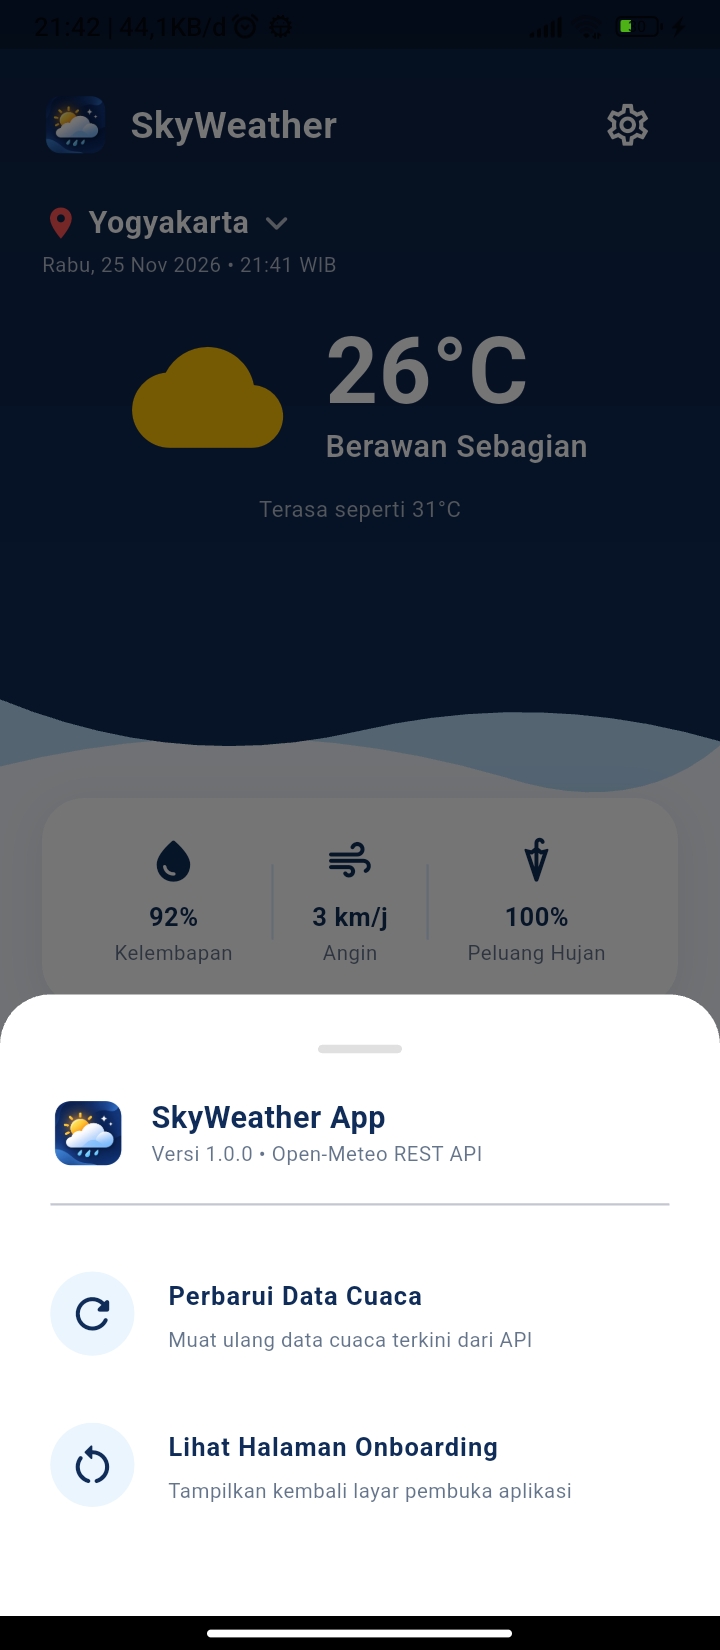 21:42 | 44,1KB/d
SkyWeather
Yogyakarta
Rabu, 25 Nov 2026 • 21:41 WIB
26°C
Berawan Sebagian
Terasa seperti 31°C
92%
Kelembapan
3 km/j
Angin
100%
Peluang Hujan
SkyWeather App
Versi 1.0.0 • Open-Meteo REST API
Perbarui Data Cuaca
Muat ulang data cuaca terkini dari API
Lihat Halaman Onboarding
Tampilkan kembali layar pembuka aplikasi